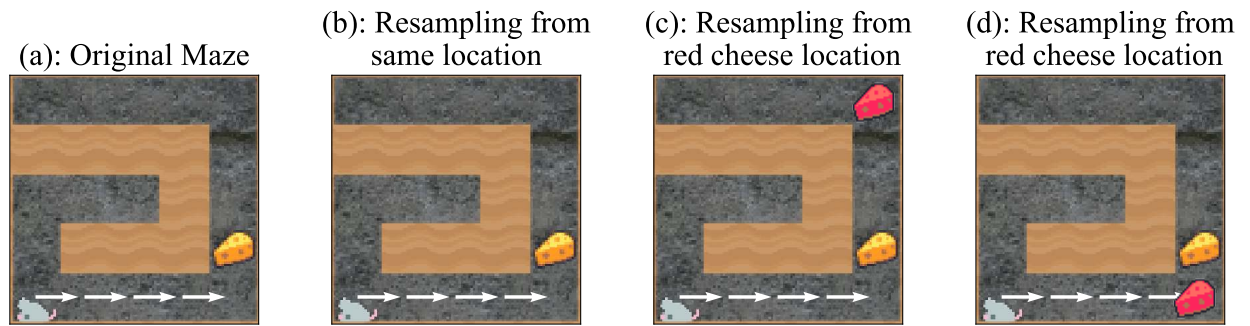 (a): Original Maze
(b): Resampling from
same location
(c): Resampling from
red cheese location
(d): Resampling from
red cheese location